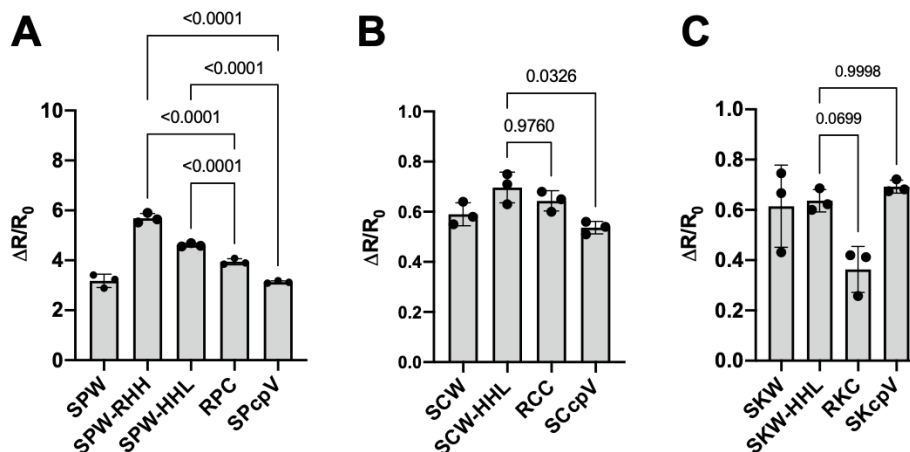 A
<0.0001
<0.0001
<0.0001
<0.0001
10
8
6
4
2
0
ΔR/R0
SPW
SPW-RHH
SPW-HHL
RPC
SPcpV
B
0.0326
0.9760
1.0
0.8
0.6
0.4
0.2
0.0
ΔR/R0
SCW
SCW-HHL
RCC
SCcpV
C
0.9998
0.0699
1.0
0.8
0.6
0.4
0.2
0.0
ΔR/R0
SKW
SKW-HHL
RKC
SKcpV